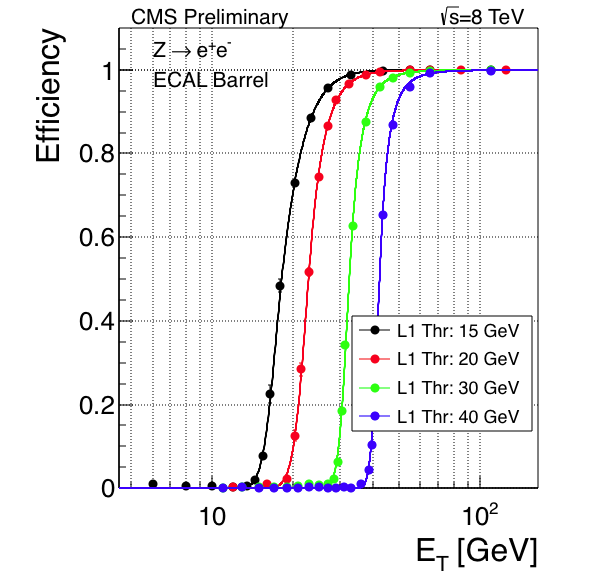 CMS Preliminary √s=8 TeV
Z → e⁺e⁻
ECAL Barrel
Efficiency
1
0.8
0.6
0.4
0.2
0
L1 Thr: 15 GeV
L1 Thr: 20 GeV
L1 Thr: 30 GeV
L1 Thr: 40 GeV
10 10²
E_T [GeV]